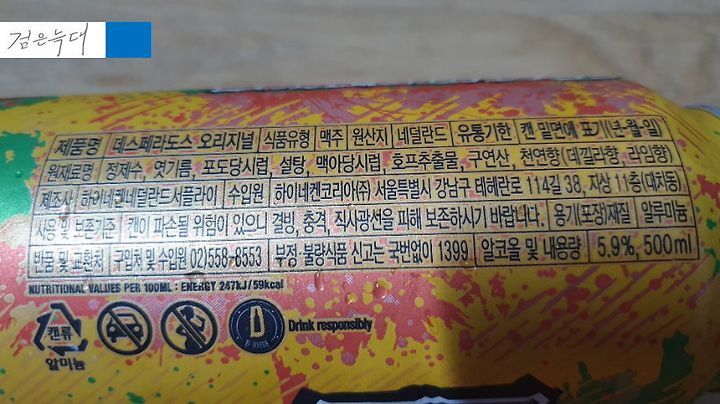 검은늑대
제품명 데스페라도스 오리지널 식품유형 맥주 원산지 네덜란드 유통기한 캔 밑면에 표기(년·월·일)
원재료명 정제수, 엿기름, 포도당시럽, 설탕, 맥아당시럽, 호프추출물, 구연산, 천연향(데낄라향, 라임향)
제조사 하이네켄네덜란드서플라이 수입원 하이네켄코리아(주) 서울특별시 강남구 테헤란로 114길 38, 지상 11층(대치동)
사용 및 보존기준 캔이 파손될 위험이 있으니 결빙, 충격, 직사광선을 피해 보존하시기 바랍니다. 용기(포장)재질 알루미늄
반품 및 교환처 구입처 및 수입원 02)558-8553 부정·불량식품 신고는 국번없이 1399 알코올 및 내용량 5.9%, 500ml
NUTRITIONAL VALUES PER 100ML : ENERGY 247kJ/59kcal
캔류
알미늄
Drink responsibly